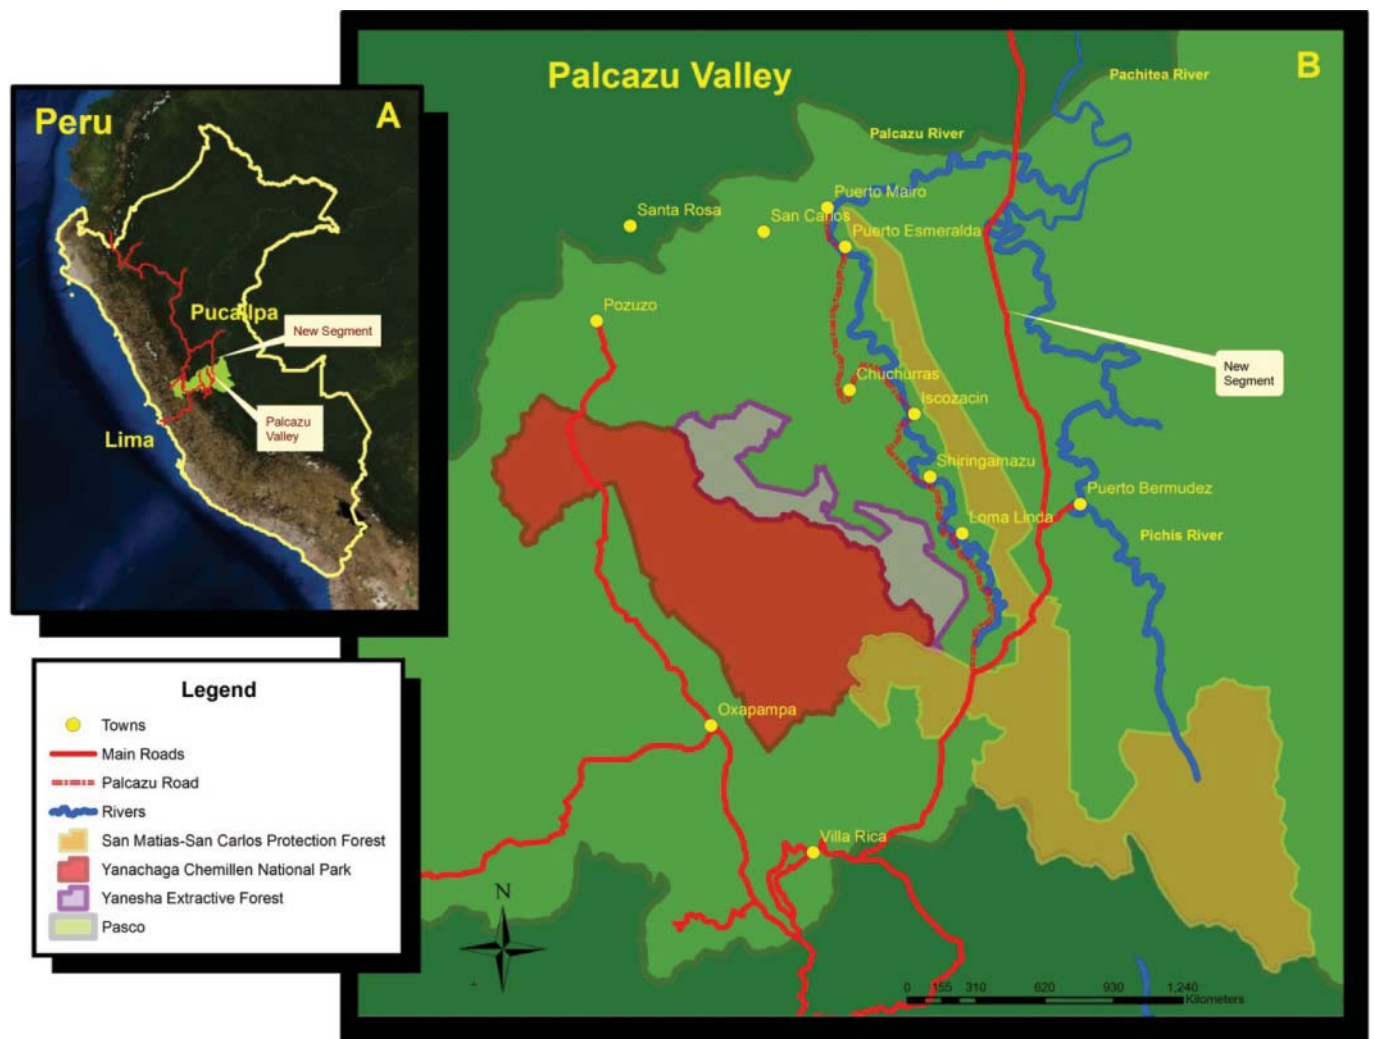 Peru
A
Pucallpa
New Segment
Palcazu
Valley
Lima
Legend
Towns
Main Roads
Palcazu Road
Rivers
San Matias-San Carlos Protection Forest
Yanachaga Chemillen National Park
Yanesha Extractive Forest
Pasco
Palcazu Valley
B
Pachitea River
Palcazu River
Puerto Mairo
Santa Rosa
San Carlos
Puerto Esmeralda
Pozuzo
New
Segment
Chuchurras
Iscozacin
Shiringamazu
Puerto Bermudez
Loma Linda
Pichis River
Oxapampa
Villa Rica
N
0 155 310 620 930 1,240
Kilometers